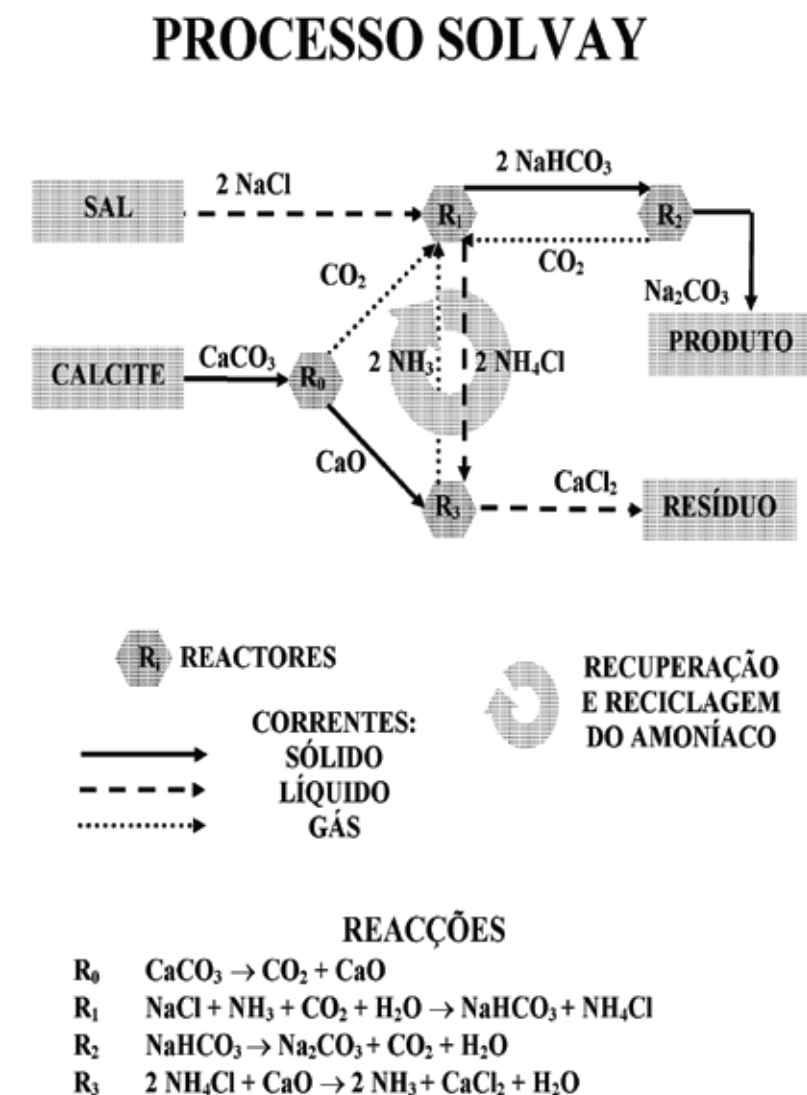 PROCESSO SOLVAY
2 NaHCO₃
2 NaCl
SAL
R₁
R₂
CO₂
CO₂
Na₂CO₃
PRODUTO
CaCO₃
CALCITE
R₀
2 NH₃
2 NH₄Cl
CaO
CaCl₂
R₃
RESÍDUO
Rᵢ REACTORES
RECUPERAÇÃO
E RECICLAGEM
DO AMONÍACO
CORRENTES:
SÓLIDO
LÍQUIDO
GÁS
REACÇÕES
R₀ CaCO₃ → CO₂ + CaO
R₁ NaCl + NH₃ + CO₂ + H₂O → NaHCO₃ + NH₄Cl
R₂ NaHCO₃ → Na₂CO₃ + CO₂ + H₂O
R₃ 2 NH₄Cl + CaO → 2 NH₃ + CaCl₂ + H₂O